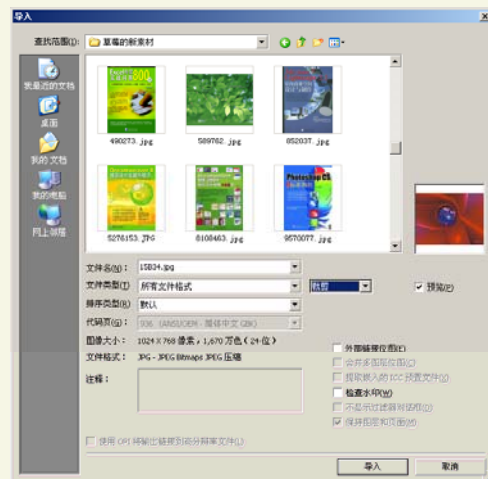 导入
查找范围(I):
草莓的新素材
我最近的文档
桌面
我的文档
我的电脑
网上邻居
490273.jpg
589762.jpg
852037.jpg
5276153.JPG
8108463.jpg
9570077.jpg
Photoshop CS
800
文件名(N):
15B34.jpg
文件类型(T)
所有文件格式
裁剪
预览(P)
排序类型(R)
默认
代码页(G):
936 (ANSI/OEM - 简体中文 GBK)
图像大小:
1024 X 768 像素, 1,670 万色 (24-位)
文件格式:
JPG - JPEG Bitmaps JPEG 压缩
注释:
外部链接位图(E)
合并多图层位图(C)
提取嵌入的 ICC 预置文件(V)
检查水印(W)
不显示过滤器对话框(D)
保持图层和页面(M)
使用 OPI 将输出链接到高分辨率文件(L)
导入
取消